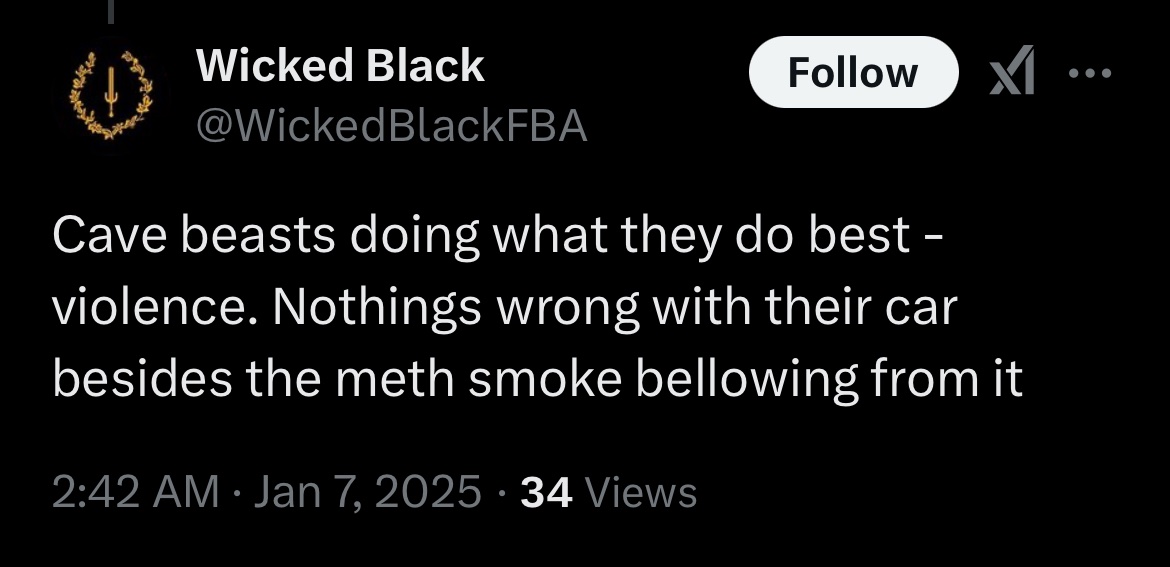 Wicked Black
Follow
@WickedBlackFBA
Cave beasts doing what they do best -
violence. Nothings wrong with their car
besides the meth smoke bellowing from it
2:42 AM · Jan 7, 2025 · 34 Views